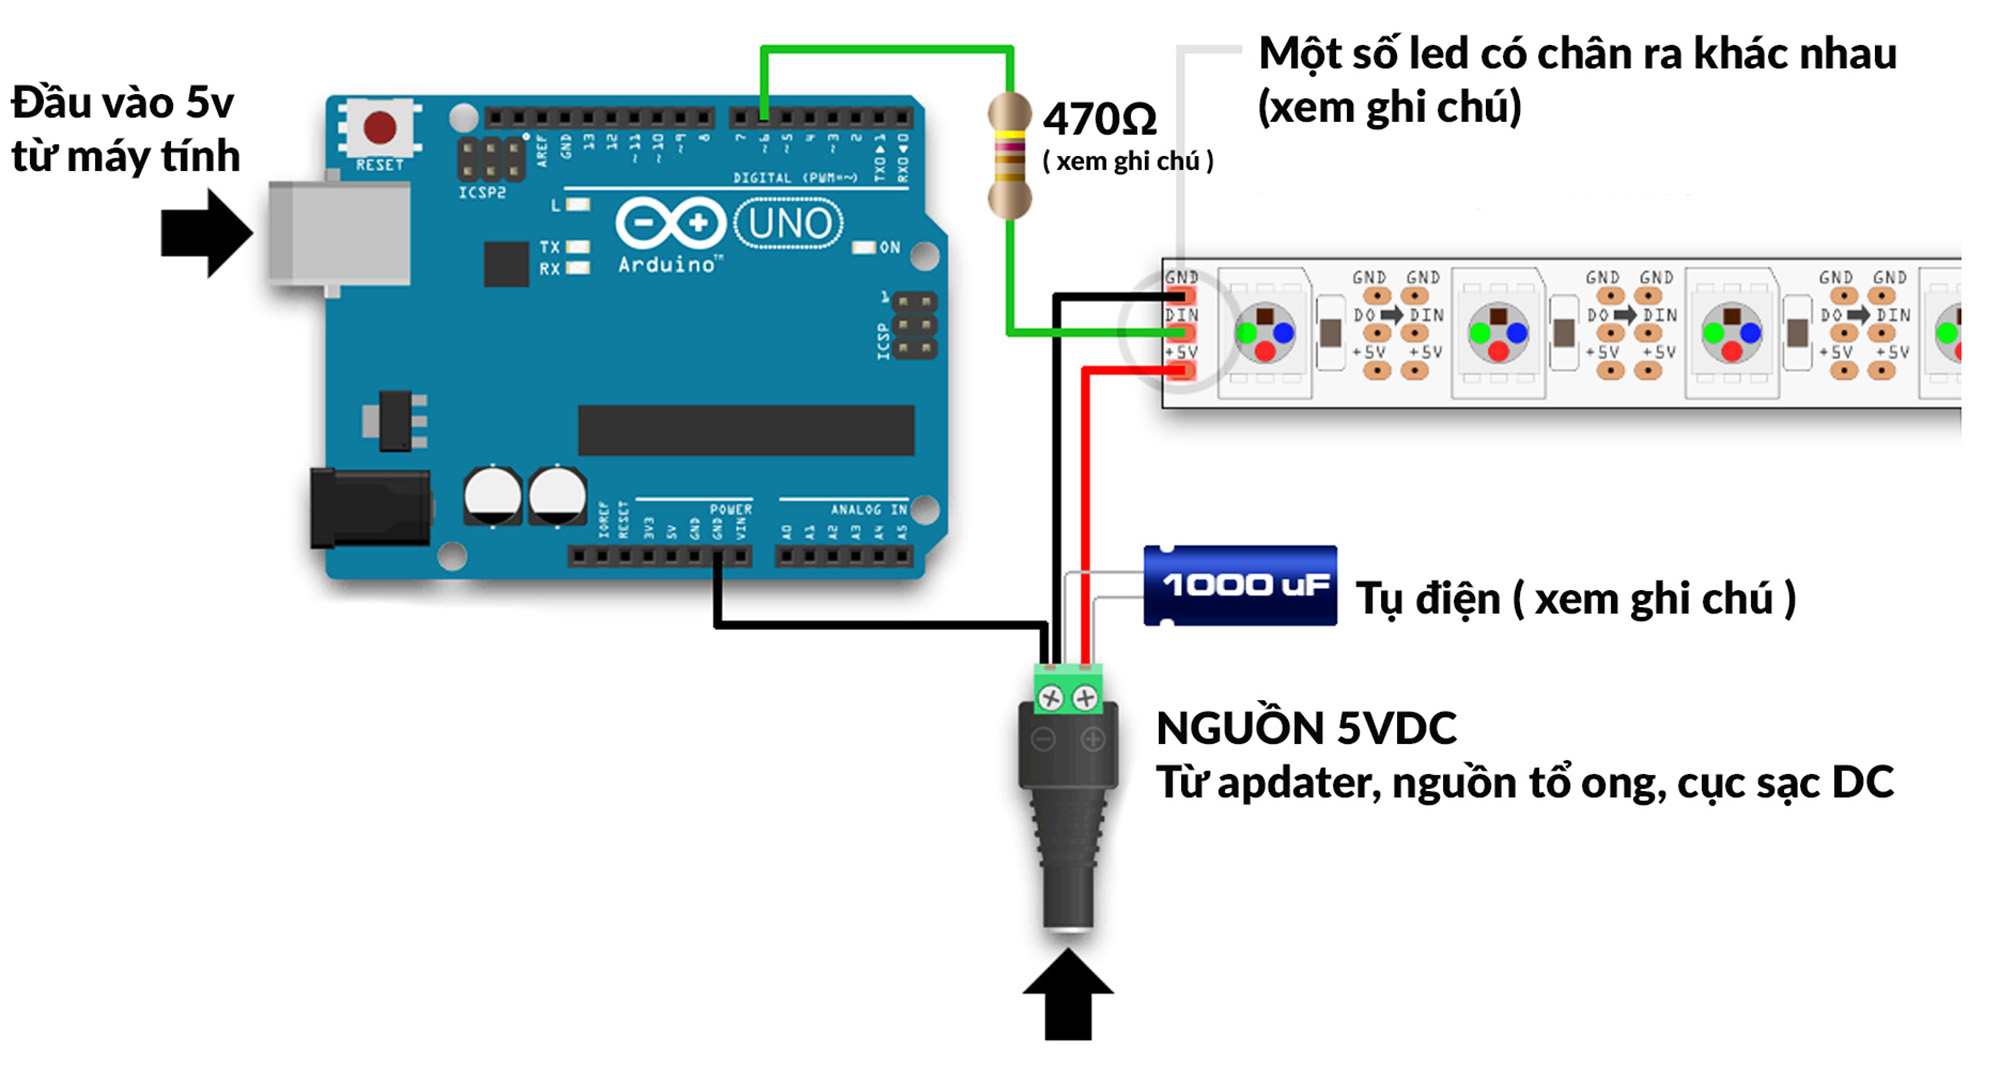 Đầu vào 5v
từ máy tính
470Ω
( xem ghi chú )
Một số led có chân ra khác nhau
(xem ghi chú)
RESET
ICSP2
AREF
GND
13
12
~11
~10
~9
8
7
~6
~5
4
~3
2
TX0▶1
RX0◀0
DIGITAL (PWM=~)
L
TX
RX
UNO
Arduino™
ON
1
ICSP
GND
DIN
+5V
GND GND
DO DIN
+5V +5V
GND GND
DO DIN
+5V +5V
GND GND
DO DIN
+5V +5V
POWER
ANALOG IN
IOREF
RESET
3V3
5V
GND
GND
VIN
A0
A1
A2
A3
A4
A5
1000 uF
Tụ điện ( xem ghi chú )
NGUỒN 5VDC
Từ apdater, nguồn tổ ong, cục sạc DC